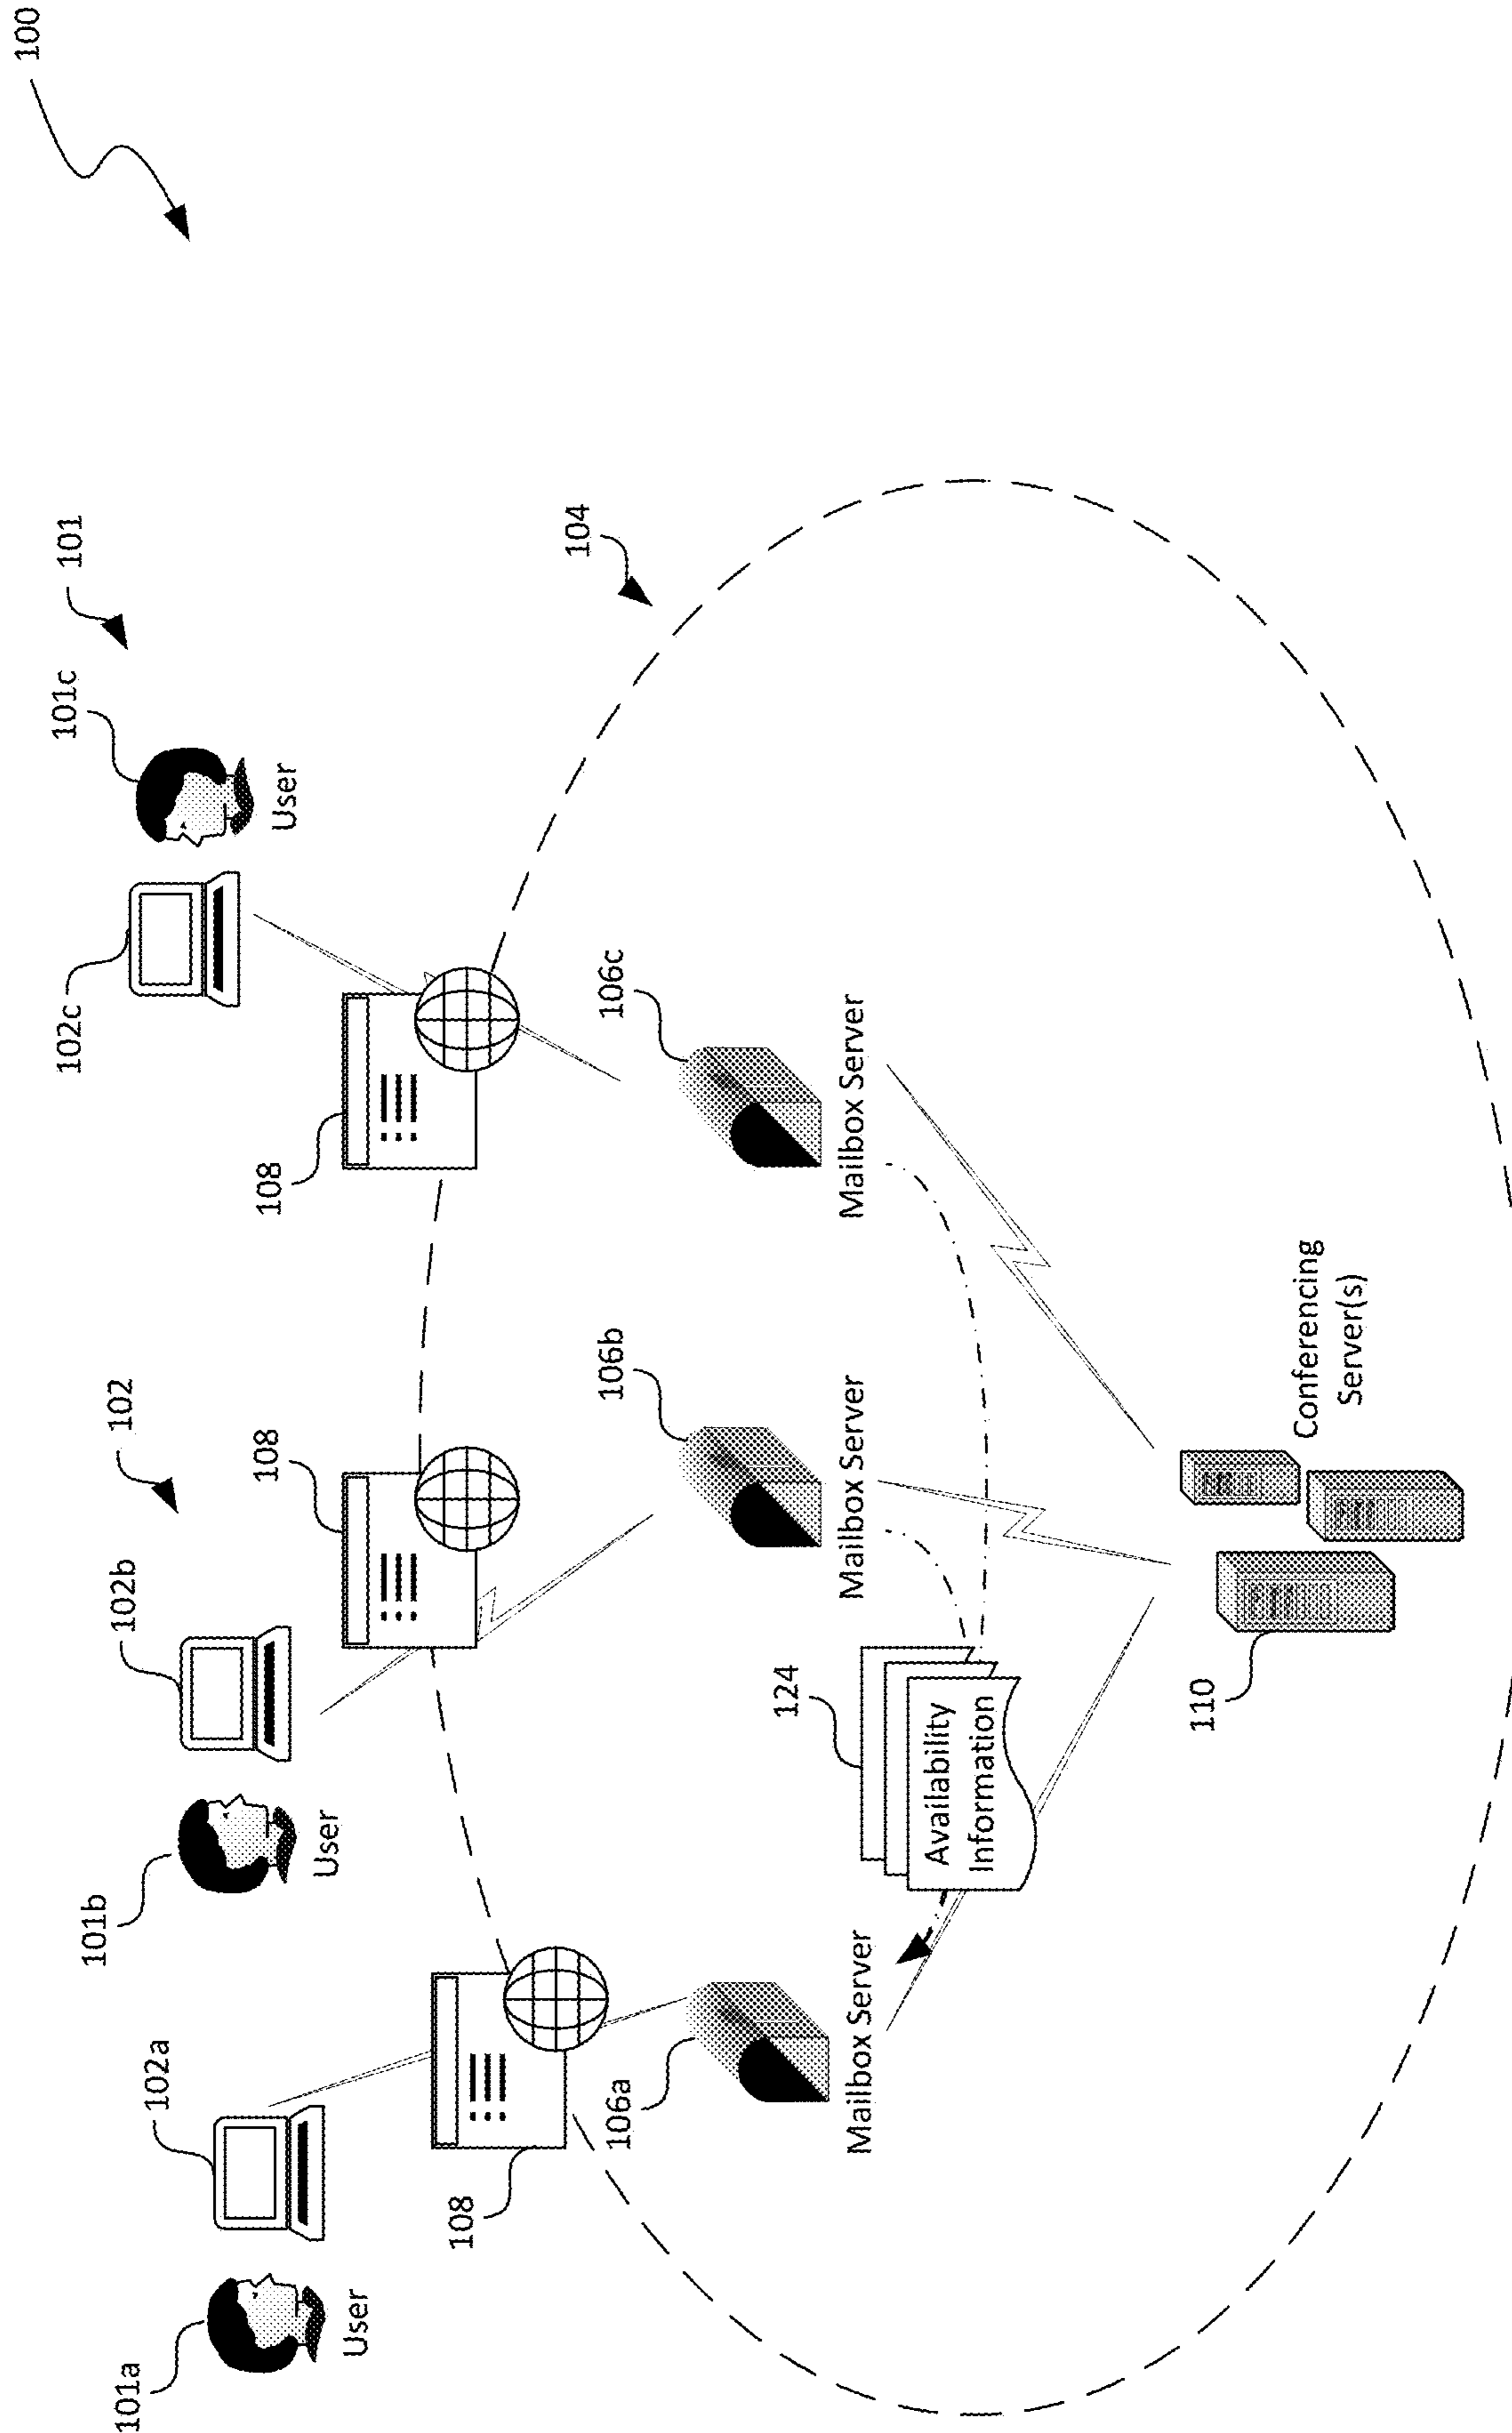 100
101
101c
User
102c
104
102
102b
101b
User
108
108
102a
101a
User
108
106c
Mailbox Server
106b
Mailbox Server
106a
Mailbox Server
124
Availability
Information
Conferencing
Server(s)
110